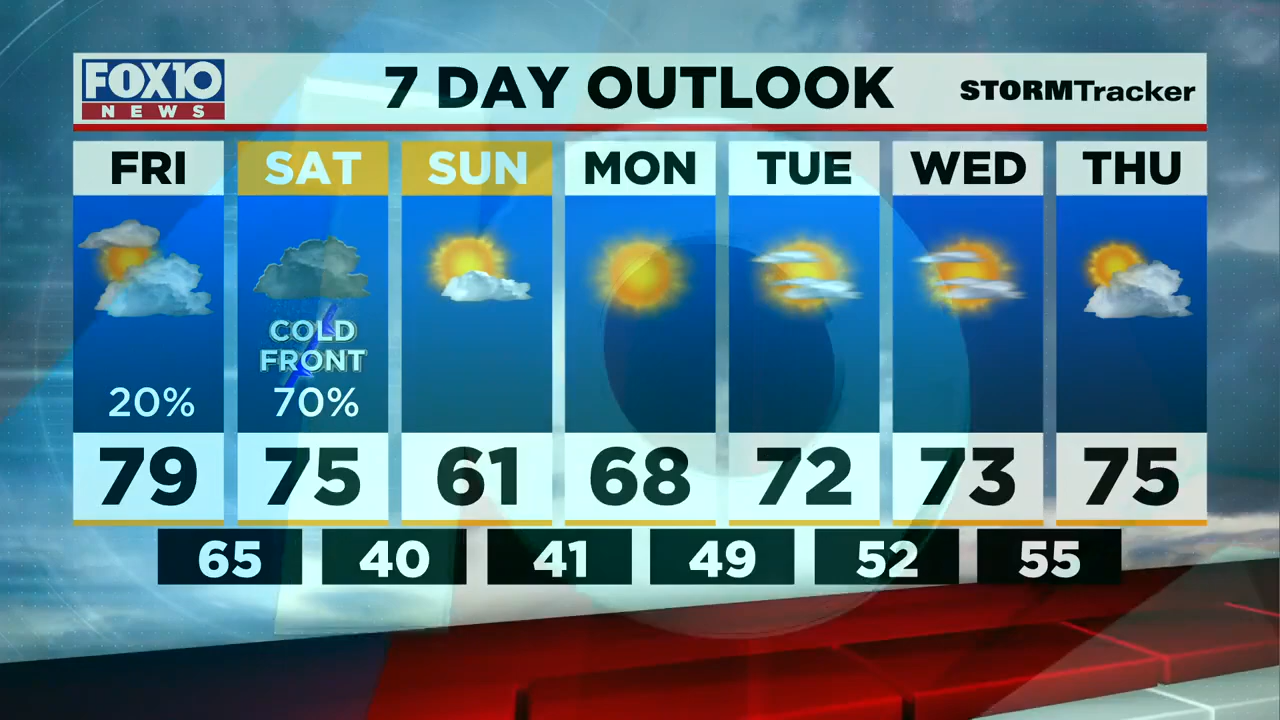 FOX10
NEWS
7 DAY OUTLOOK
STORMTracker
FRI SAT SUN MON TUE WED THU
COLD
FRONT
20% 70%
79 75 61 68 72 73 75
65 40 41 49 52 55